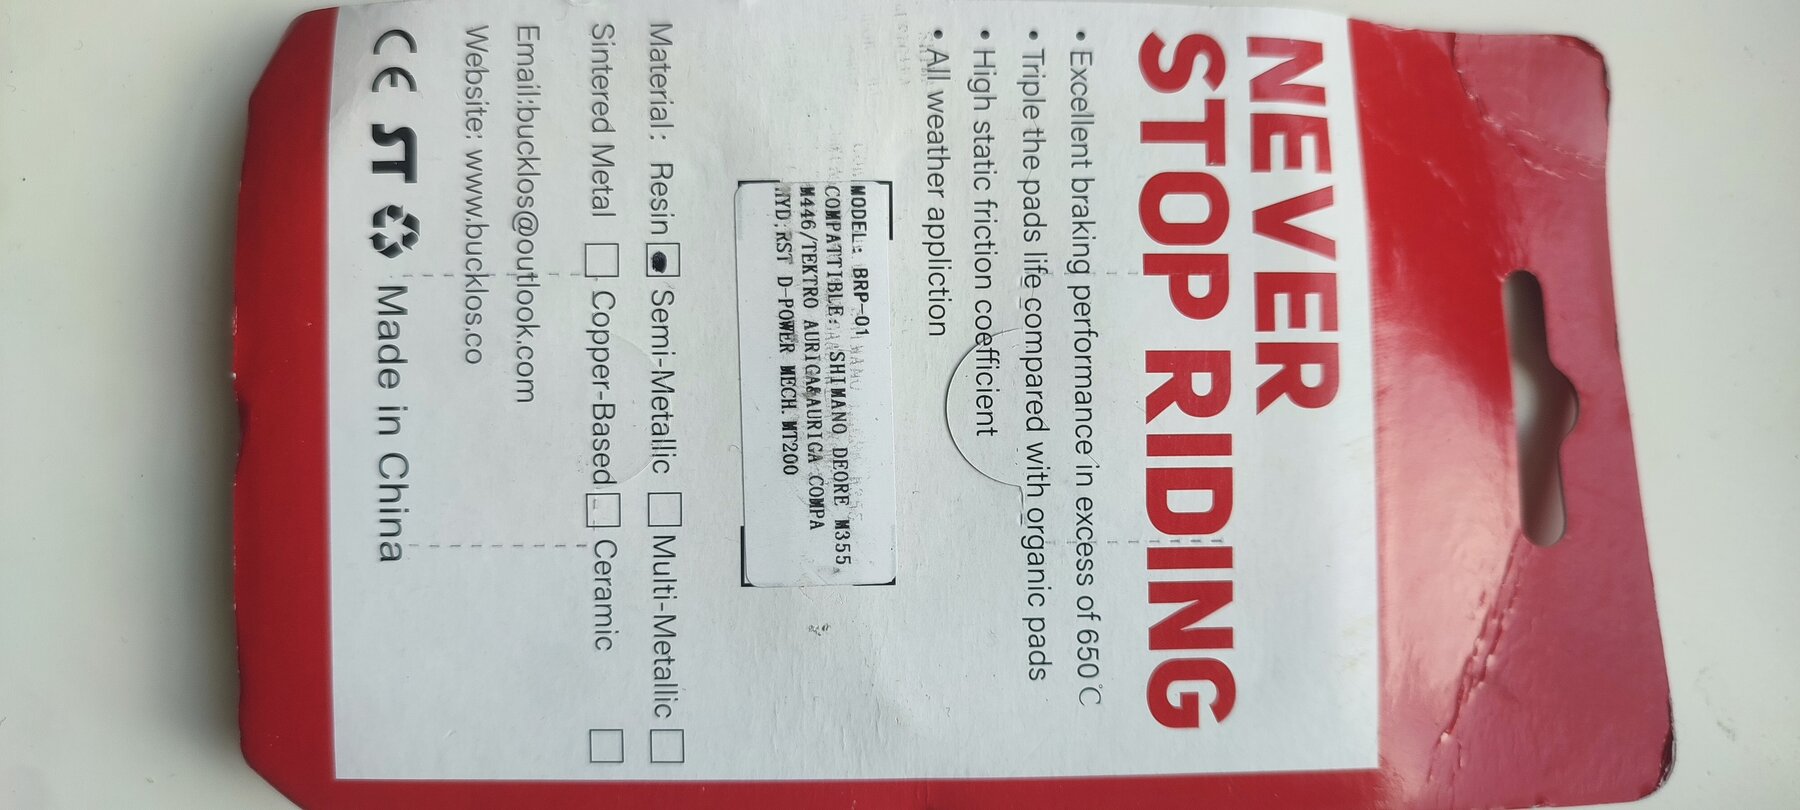 NEVER
STOP RIDING
• Excellent braking performance in excess of 650℃
• Triple the pads life compared with organic pads
• High static friction coefficient
• All weather appliction
MODEL: BRP-01
COMPATIBLE: SHIMANO DEORE M355
M446/TEKTRO AURIGA&AURIGA COMPA
RST D-POWER MECH. MT200
Material: Resin Semi-Metallic Multi-Metallic
Sintered Metal Copper-Based Ceramic
Email:bucklos@outlook.com
Website: www.bucklos.co
CE Made in China